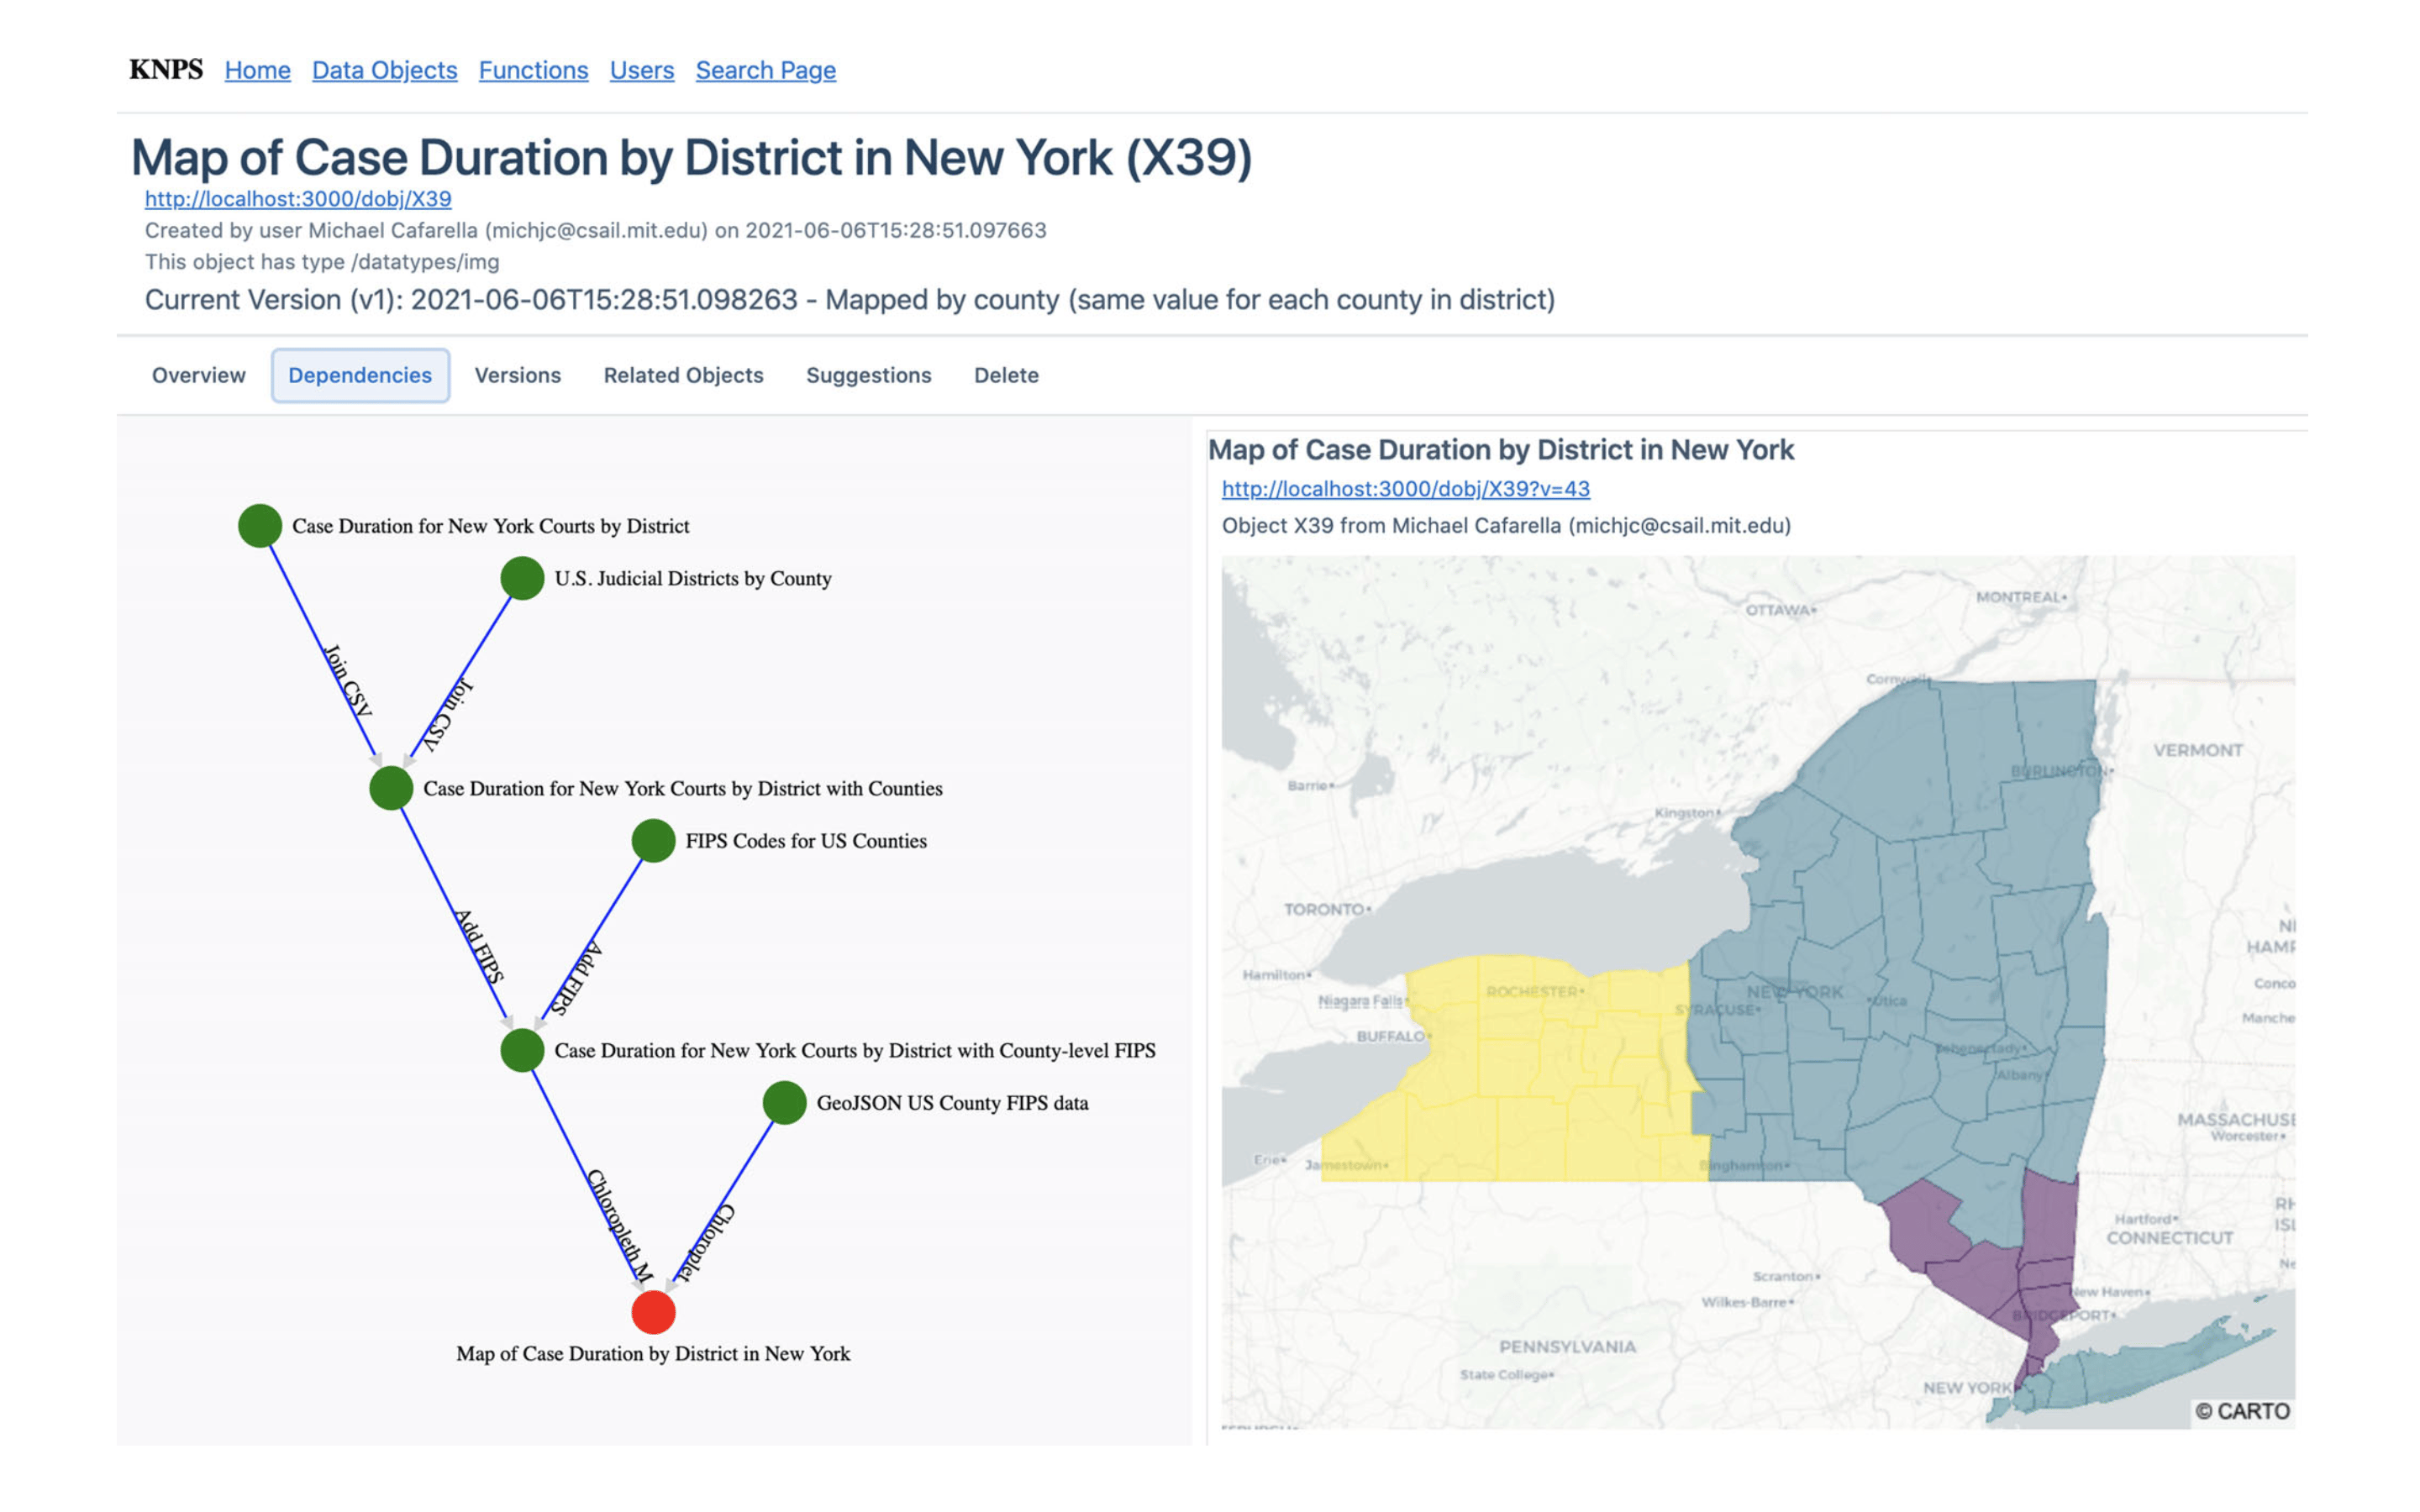 KNPS Home Data Objects Functions Users Search Page
Map of Case Duration by District in New York (X39)
http://localhost:3000/dobj/X39
Created by user Michael Cafarella (michjc@csail.mit.edu) on 2021-06-06T15:28:51.097663
This object has type /datatypes/img
Current Version (v1): 2021-06-06T15:28:51.098263 - Mapped by county (same value for each county in district)
Overview Dependencies Versions Related Objects Suggestions Delete
Case Duration for New York Courts by District
U.S. Judicial Districts by County
Join CSV
Join CSV
Case Duration for New York Courts by District with Counties
FIPS Codes for US Counties
Add FIPS
Add FIPS
Case Duration for New York Courts by District with County-level FIPS
GeoJSON US County FIPS data
Chloropleth M
Chloroplet
Map of Case Duration by District in New York
Map of Case Duration by District in New York
http://localhost:3000/dobj/X39?v=43
Object X39 from Michael Cafarella (michjc@csail.mit.edu)
OTTAWA
MONTREAL
Cornwall
VERMONT
BURLINGTON
Barrie
Kingston
TORONTO
NE
HAMP
Hamilton
Niagara Falls
ROCHESTER
NEW YORK
Conco
SYRACUSE
Utica
Manche
BUFFALO
Schenectady
Albany
MASSACHUSE
Worcester
Erie
Jamestown
Binghamton
RH
ISL
Hartford
CONNECTICUT
Ne
Scranton
Wilkes-Barre
New Haven
BRIDGEPORT
PENNSYLVANIA
State College
NEW YORK
© CARTO